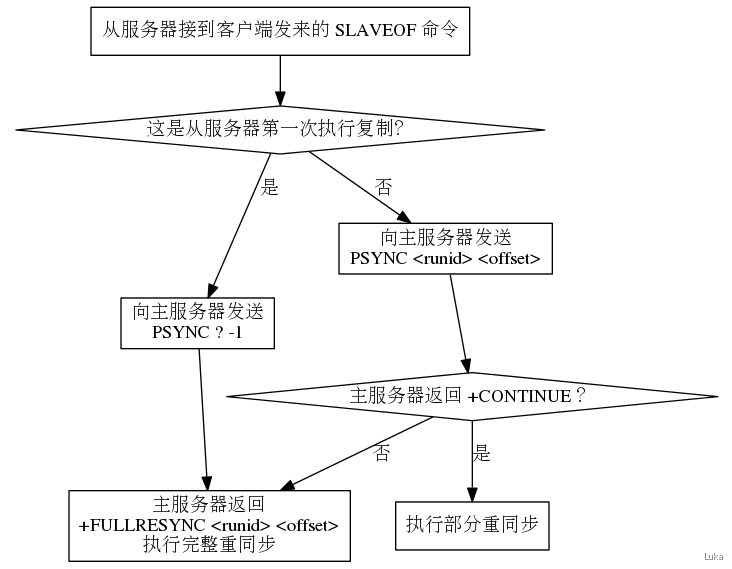 从服务器接到客户端发来的 SLAVEOF 命令
这是从服务器第一次执行复制？
是
否
向主服务器发送
PSYNC <runid> <offset>
向主服务器发送
PSYNC ? -1
主服务器返回 +CONTINUE？
否
是
主服务器返回
+FULLRESYNC <runid> <offset>
执行完整重同步
执行部分重同步
Luka